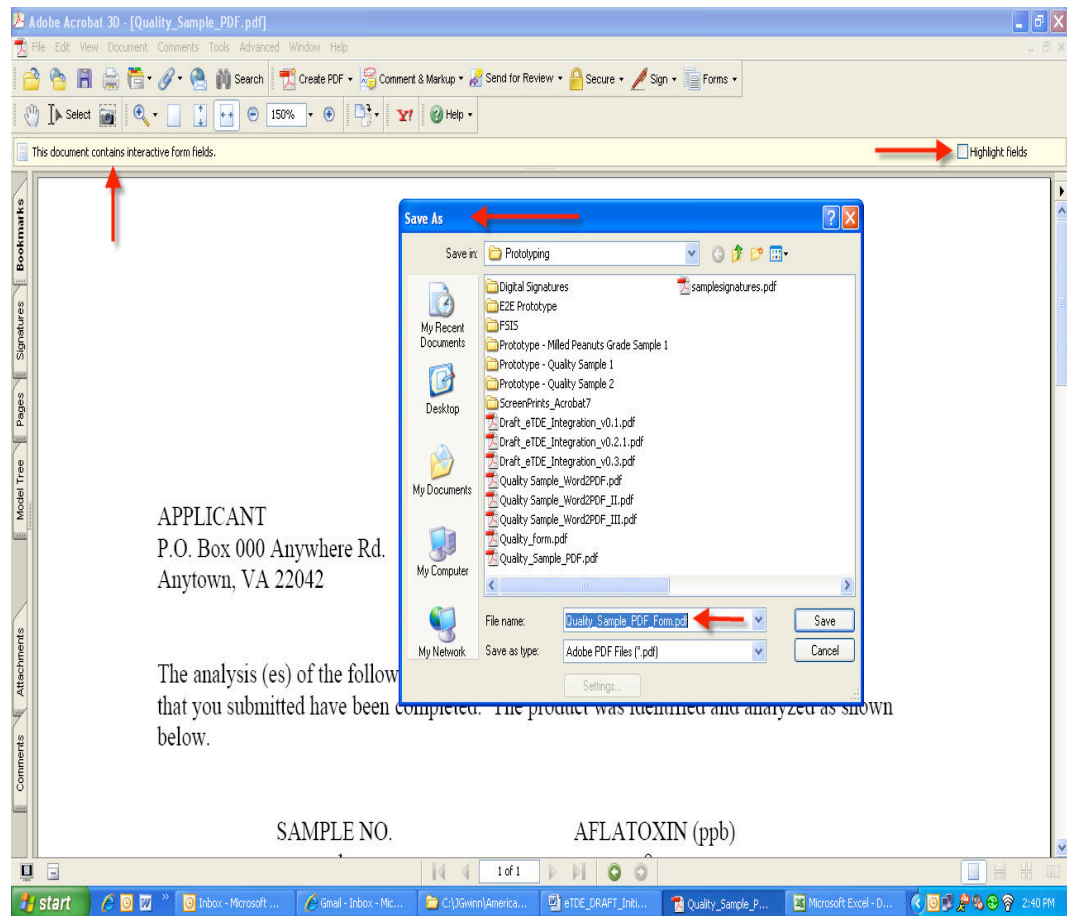 Adobe Acrobat 3D - [Quality_Sample_PDF.pdf]
File Edit View Document Comments Tools Advanced Window Help
Search Create PDF Comment & Markup Send for Review Secure Sign Forms
Select 150% Y! Help
This document contains interactive form fields. Highlight fields
Bookmarks
Signatures
Pages
Model Tree
Attachments
Comments
Save As
Save in: Prototyping
My Recent Documents
Desktop
My Documents
My Computer
My Network
Digital Signatures
E2E Prototype
FSIS
Prototype - Milled Peanuts Grade Sample 1
Prototype - Quality Sample 1
Prototype - Quality Sample 2
ScreenPrints_Acrobat7
Draft_eTDE_Integration_v0.1.pdf
Draft_eTDE_Integration_v0.2.1.pdf
Draft_eTDE_Integration_v0.3.pdf
Quality Sample_Word2PDF.pdf
Quality Sample_Word2PDF_II.pdf
Quality Sample_Word2PDF_III.pdf
Quality_form.pdf
Quality_Sample_PDF.pdf
samplesignatures.pdf
File name: Quality_Sample_PDF_Form.pdf Save
Save as type: Adobe PDF Files (*.pdf) Cancel
Settings...
APPLICANT
P.O. Box 000 Anywhere Rd.
Anytown, VA 22042
The analysis (es) of the follow
that you submitted have been completed. The product was identified and analyzed as shown
below.
SAMPLE NO. AFLATOXIN (ppb)
1 of 1
start Inbox - Microsoft ... Gmail - Inbox - Mic... C:\JGwinn\America... eTDE_DRAFT_Initi... Quality_Sample_P... Microsoft Excel - D... 2:40 PM